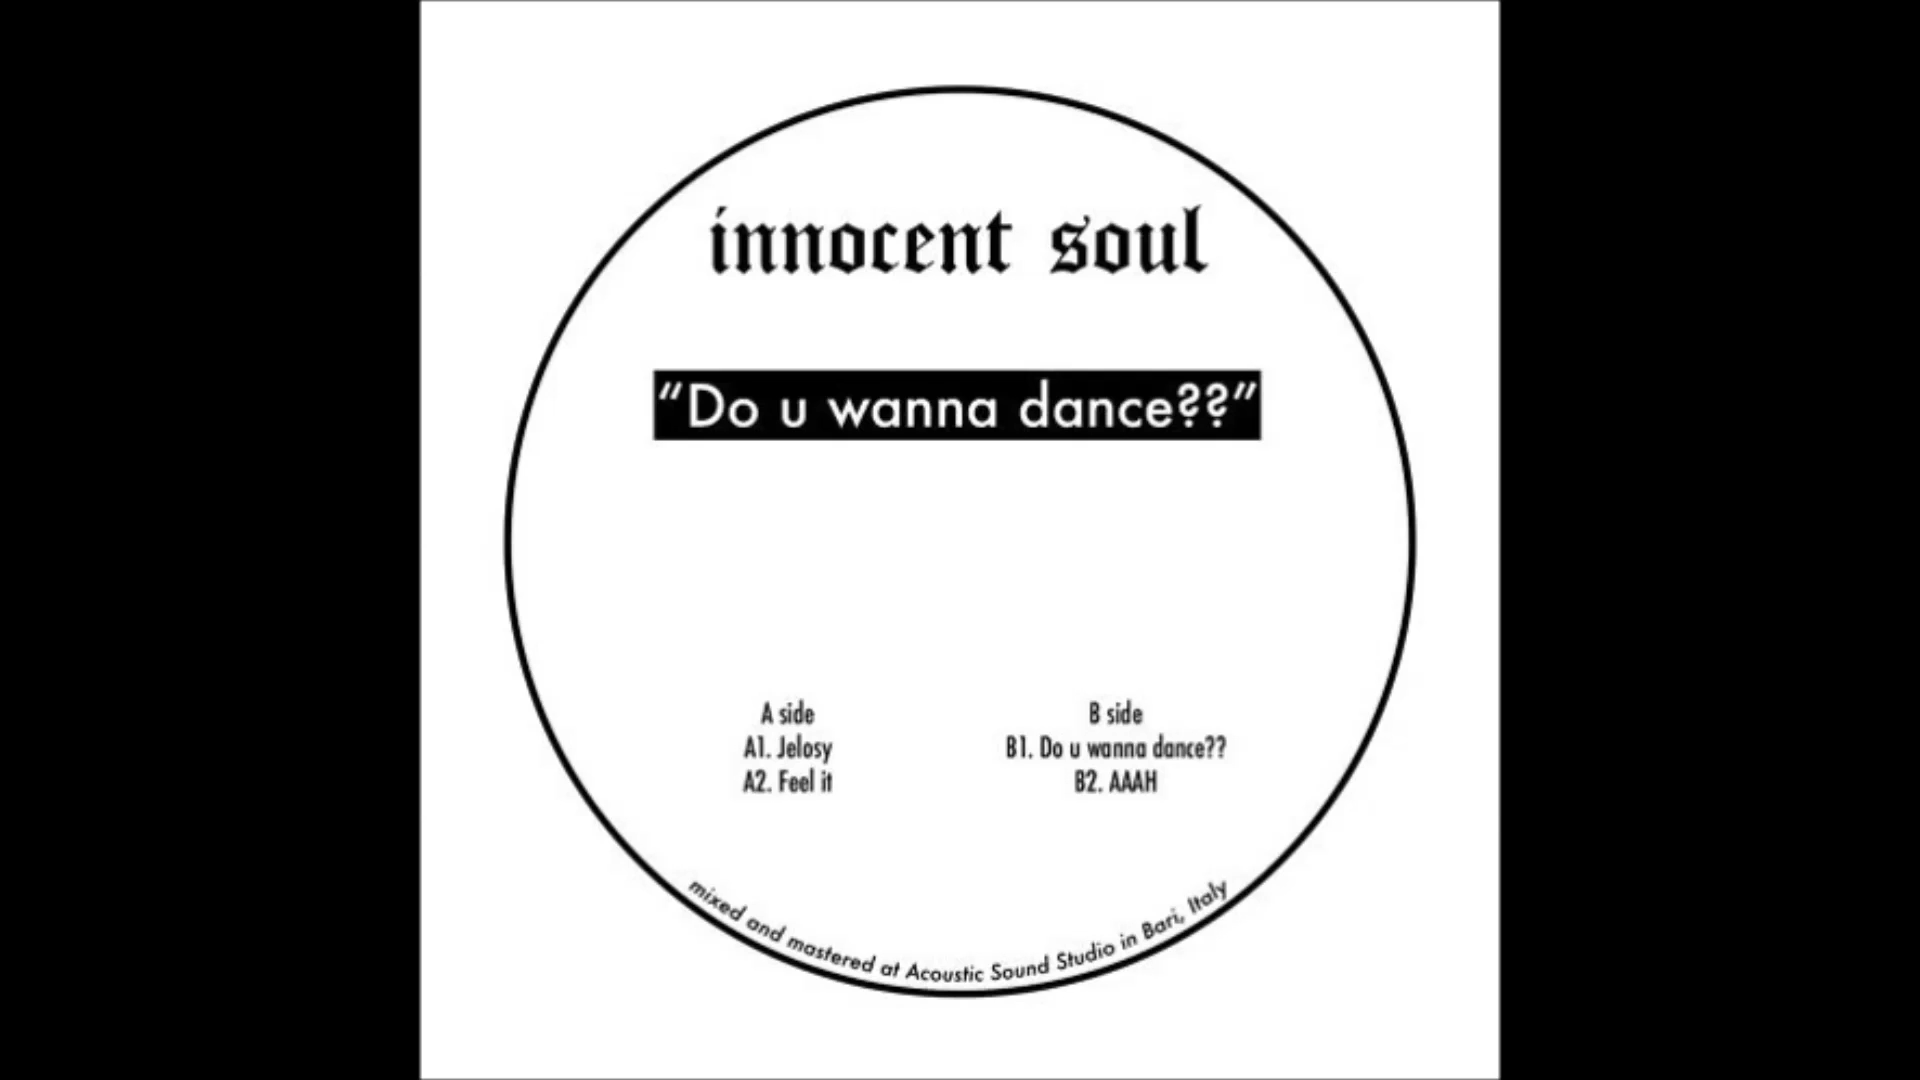 innocent soul
“Do u wanna dance??”
A side
A1. Jelosy
A2. Feel it
B side
B1. Do u wanna dance??
B2. AAAH
mixed and mastered at Acoustic Sound Studio in Bari, Italy